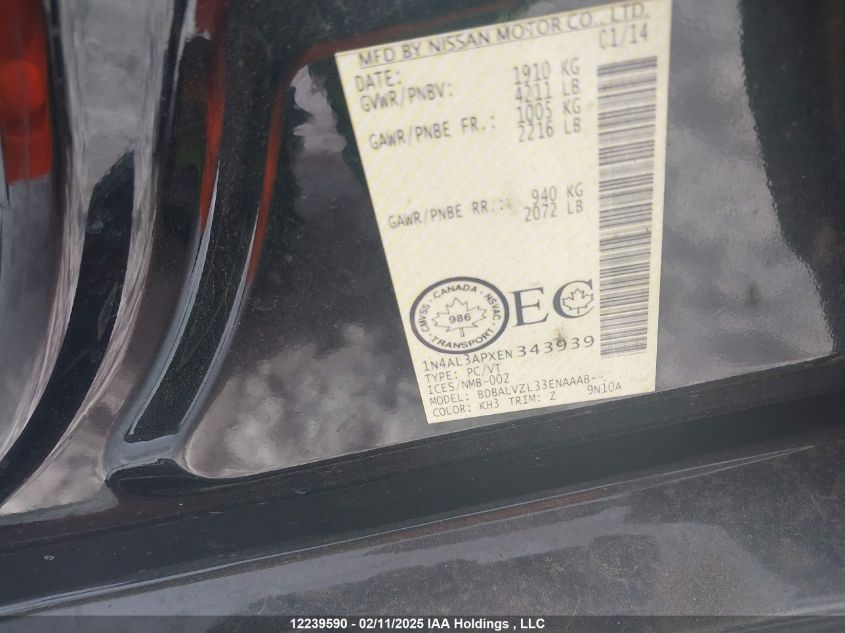 MFD BY NISSAN MOTOR CO., LTD.
DATE: 01/14
GVWR/PNBV: 1910 KG
4211 LB
GAWR/PNBE FR.: 1005 KG
2216 LB
GAWR/PNBE RR.: 940 KG
2072 LB
CANADA
CMVSS · NSVAC
986
TRANSPORT
EC
1N4AL3APXEN 343939
TYPE: PC/VT
ICES/NMB-002
MODEL: BDBALVZL33ENAAAB--
COLOR: KH3 TRIM: Z 9N10A
12239590 - 02/11/2025 IAA Holdings , LLC